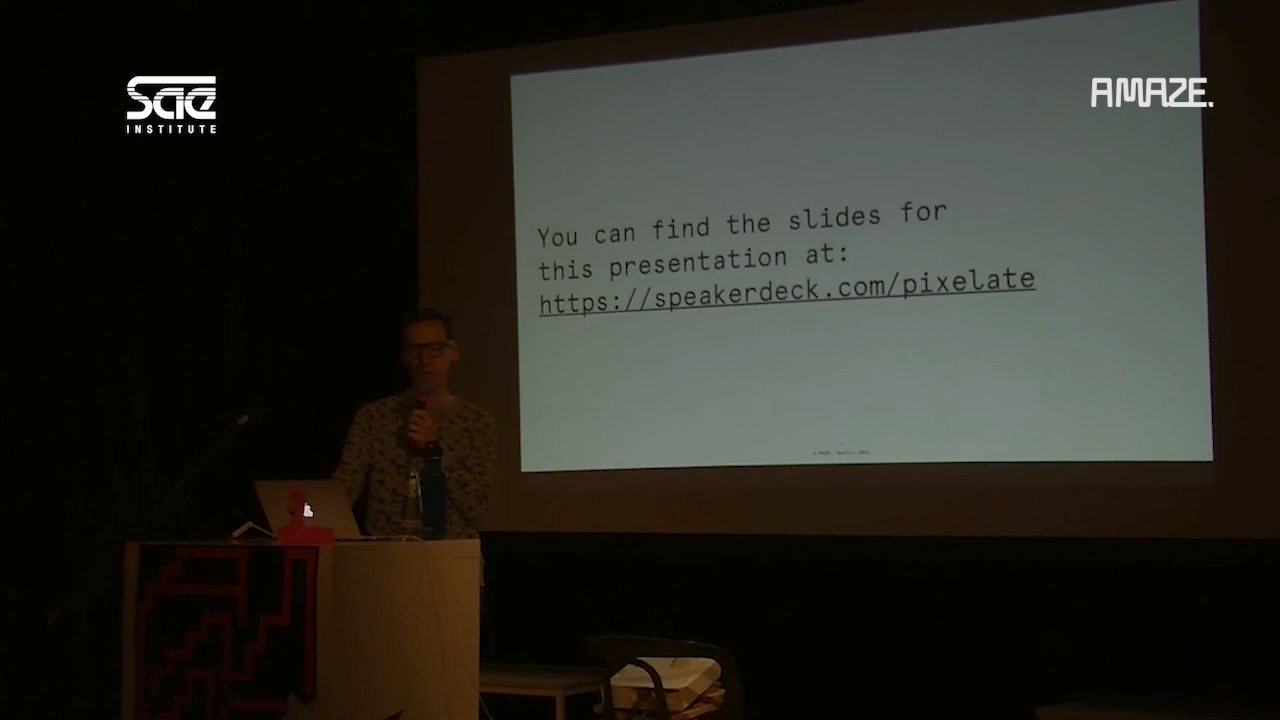 sae
INSTITUTE
AMAZE.
You can find the slides for
this presentation at:
https://speakerdeck.com/pixelate